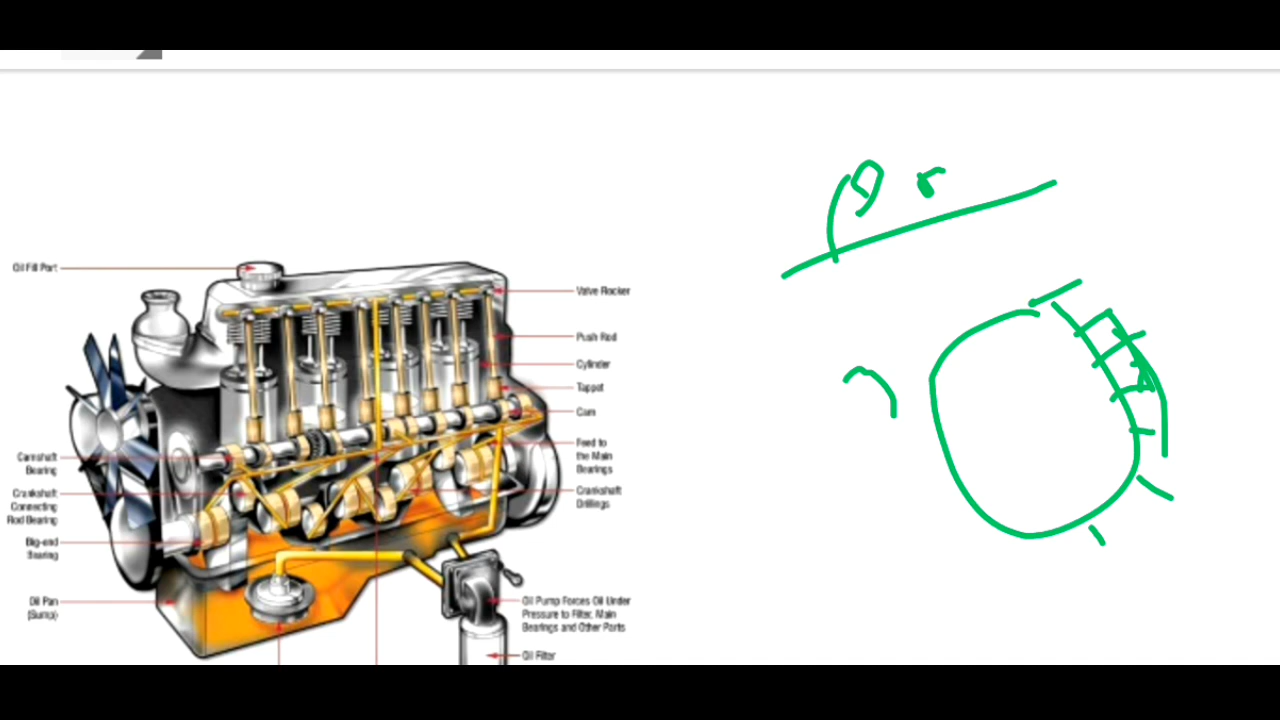 Oil Fill Port
Valve Rocker
Push Rod
Cylinder
Tappet
Cam
Feed to
the Main
Bearings
Crankshaft
Drillings
Camshaft
Bearing
Crankshaft
Connecting
Rod Bearing
Big-end
Bearing
Oil Pan
(Sump)
Oil Pump Forces Oil Under
Pressure to Filter, Main
Bearings and Other Parts
Oil Filter